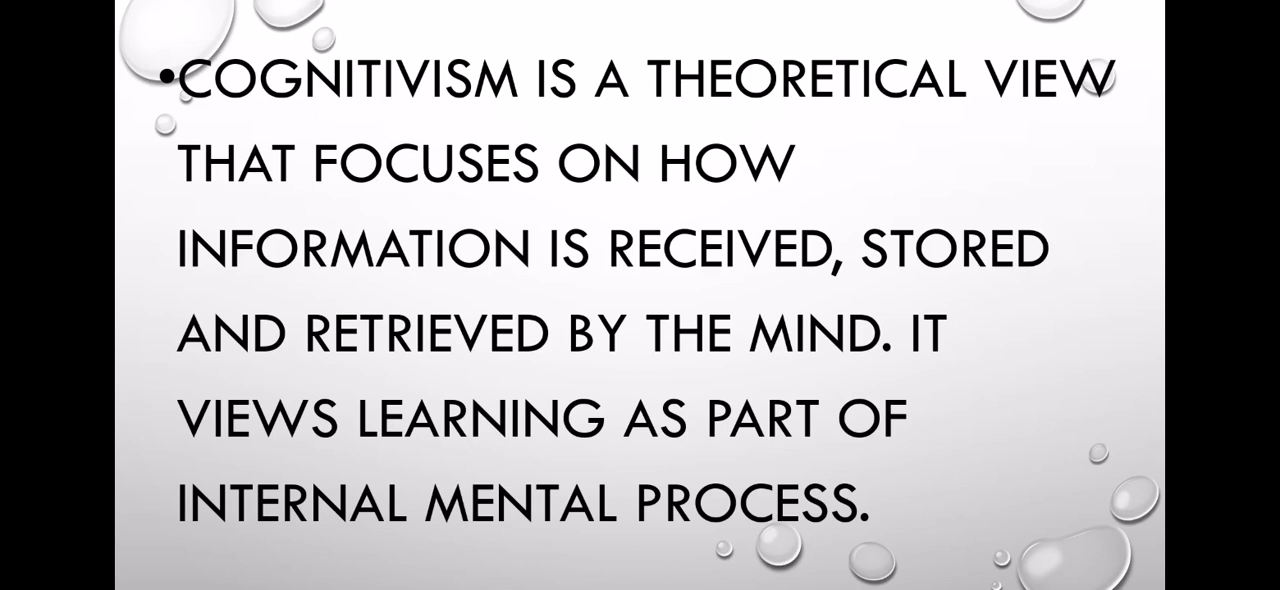 •COGNITIVISM IS A THEORETICAL VIEW
THAT FOCUSES ON HOW
INFORMATION IS RECEIVED, STORED
AND RETRIEVED BY THE MIND. IT
VIEWS LEARNING AS PART OF
INTERNAL MENTAL PROCESS.